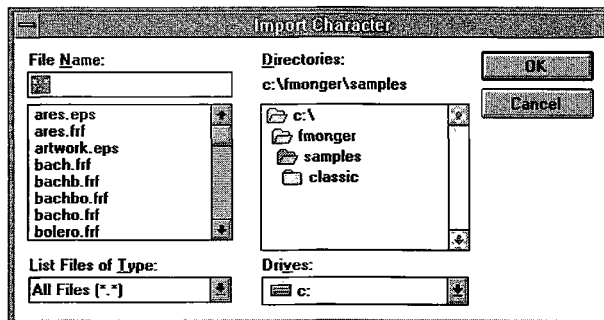 Import Character
File Name:
ares.eps
ares.frf
artwork.eps
bach.frf
bachb.frf
bachbo.frf
bacho.frf
bolero.frf
List Files of Type:
All Files (*.*)
Directories:
c:\fmonger\samples
c:\
fmonger
samples
classic
Drives:
c:
OK
Cancel